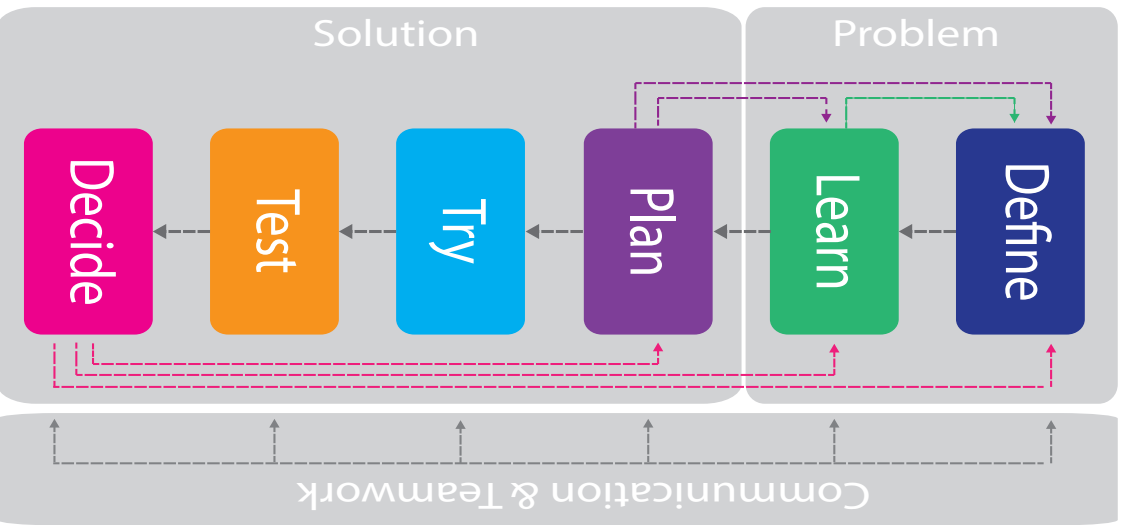 Solution
Problem
Decide
Test
Try
Plan
Learn
Define
Communication & Teamwork